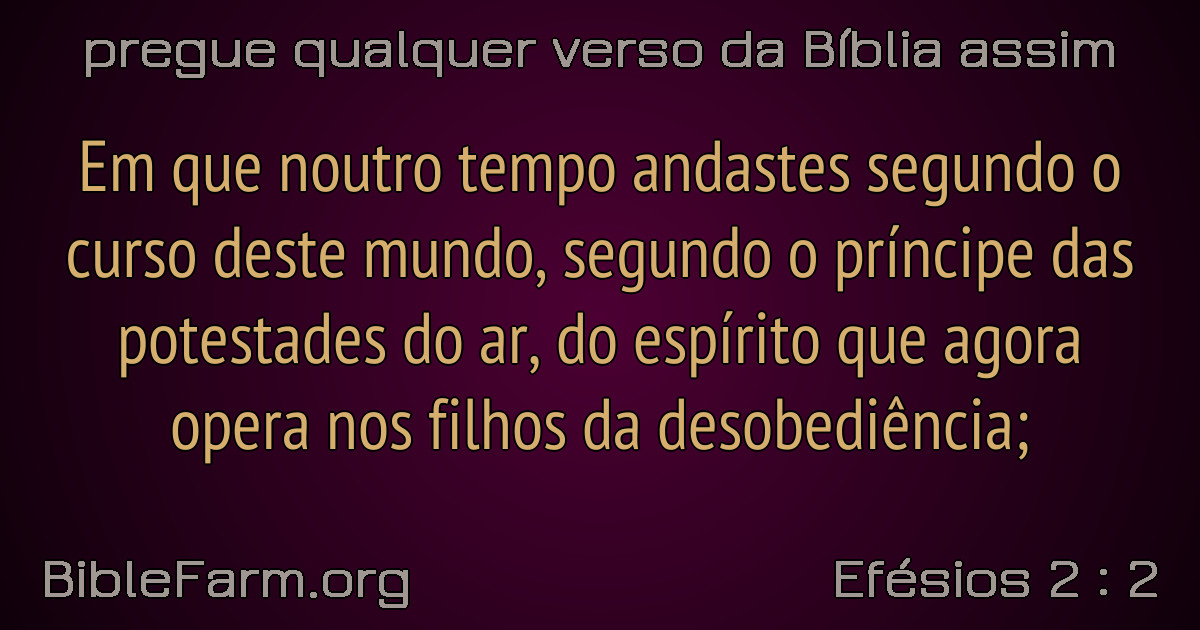 pregue qualquer verso da Bíblia assim
Em que noutro tempo andastes segundo o
curso deste mundo, segundo o príncipe das
potestades do ar, do espírito que agora
opera nos filhos da desobediência;
BibleFarm.org
Efésios 2 : 2